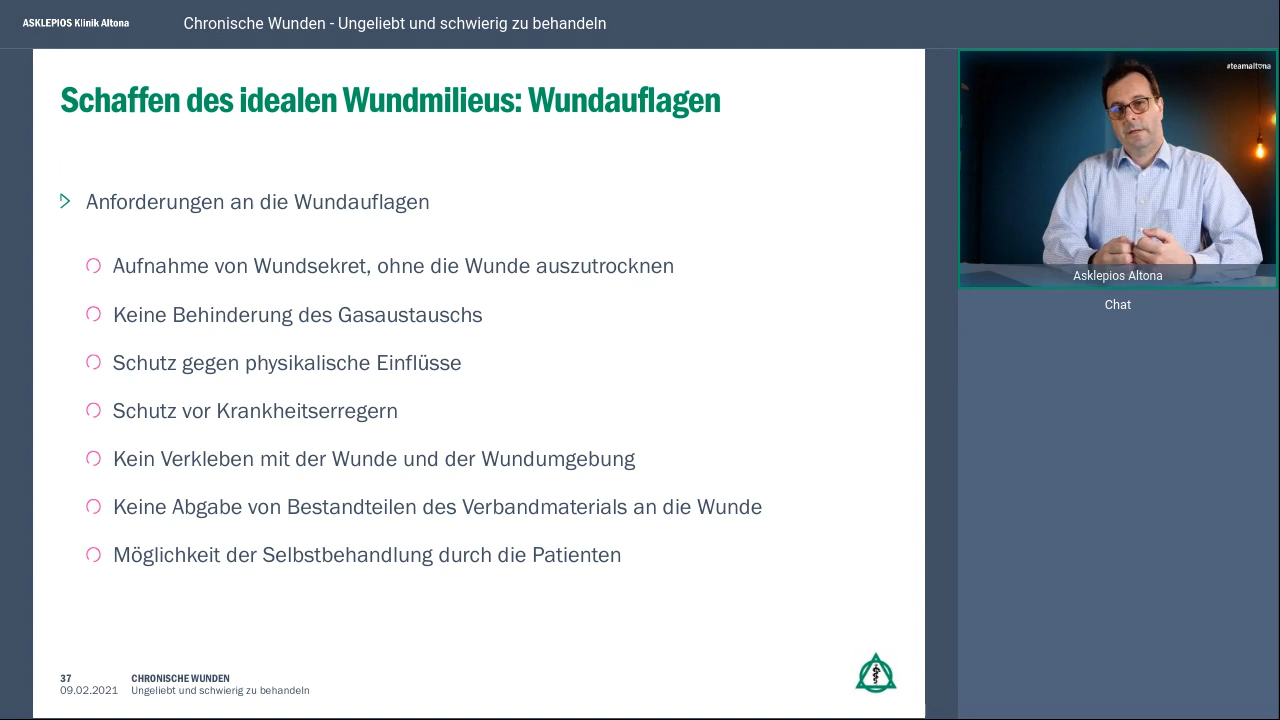 ASKLEPIOS Klinik Altona
Chronische Wunden - Ungeliebt und schwierig zu behandeln
Schaffen des idealen Wundmilieus: Wundauflagen
Anforderungen an die Wundauflagen
Aufnahme von Wundsekret, ohne die Wunde auszutrocknen
Keine Behinderung des Gasaustauschs
Schutz gegen physikalische Einflüsse
Schutz vor Krankheitserregern
Kein Verkleben mit der Wunde und der Wundumgebung
Keine Abgabe von Bestandteilen des Verbandmaterials an die Wunde
Möglichkeit der Selbstbehandlung durch die Patienten
37 CHRONISCHE WUNDEN
09.02.2021 Ungeliebt und schwierig zu behandeln
#teamaltona
Asklepios Altona
Chat